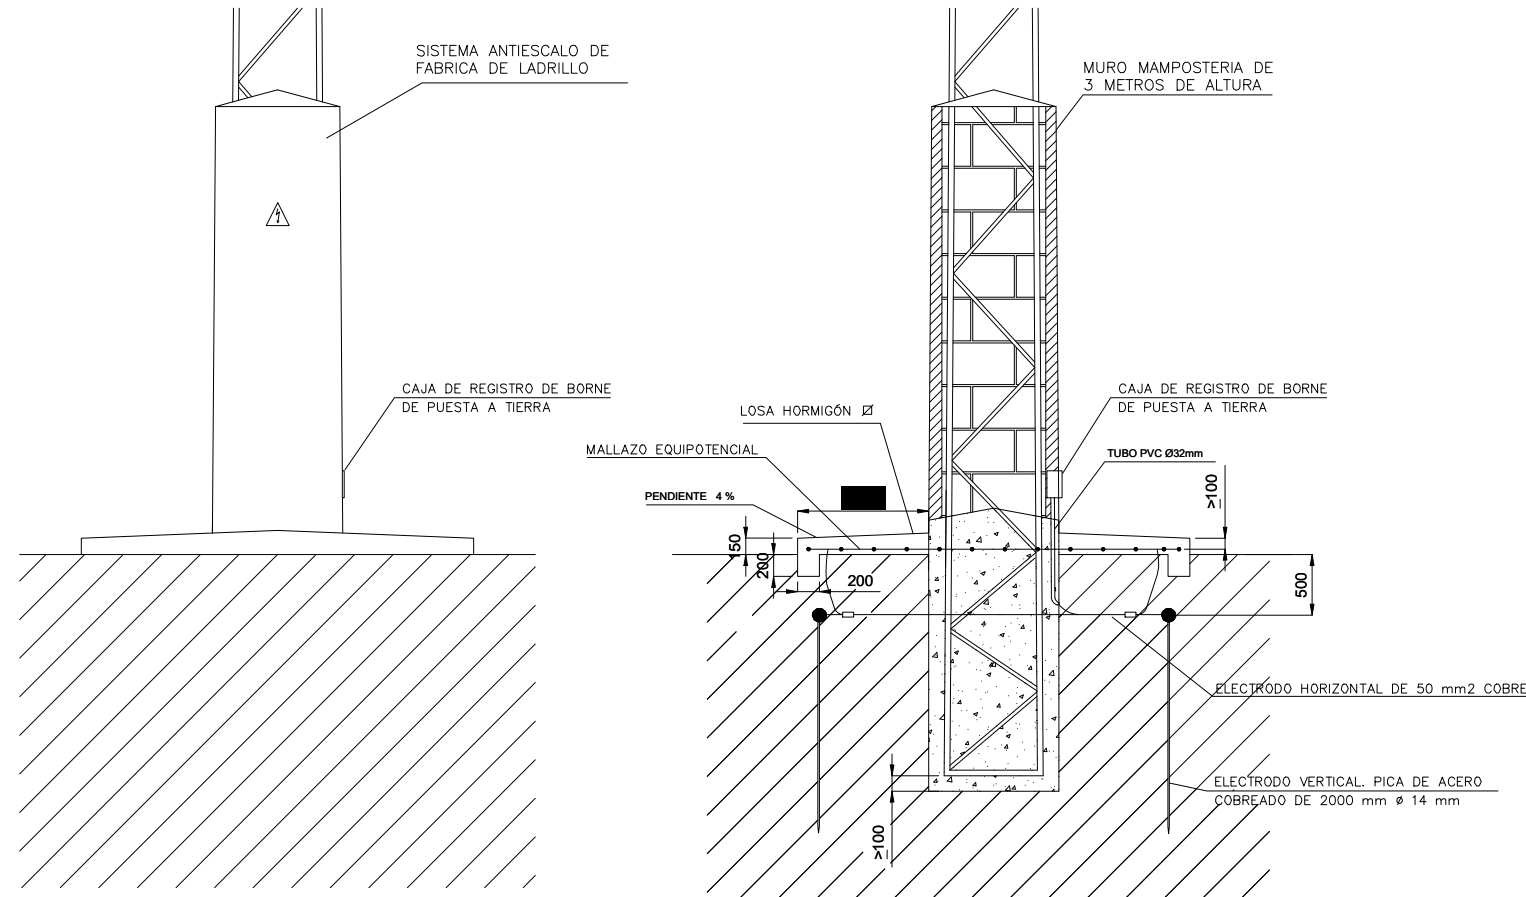 SISTEMA ANTIESCALO DE
FABRICA DE LADRILLO
CAJA DE REGISTRO DE BORNE
DE PUESTA A TIERRA
MURO MAMPOSTERIA DE
3 METROS DE ALTURA
CAJA DE REGISTRO DE BORNE
DE PUESTA A TIERRA
LOSA HORMIGÓN
MALLAZO EQUIPOTENCIAL
TUBO PVC Ø32mm
PENDIENTE 4 %
≥100
150
200
200
500
ELECTRODO HORIZONTAL DE 50 mm2 COBRE
ELECTRODO VERTICAL. PICA DE ACERO
COBREADO DE 2000 mm Ø 14 mm
≥100